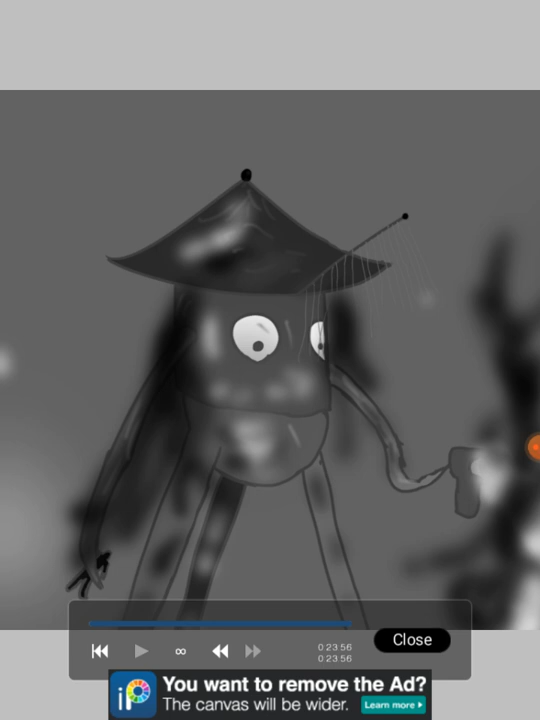 0 23 56
0 23 56
Close
iP
You want to remove the Ad?
The canvas will be wider.
Learn more